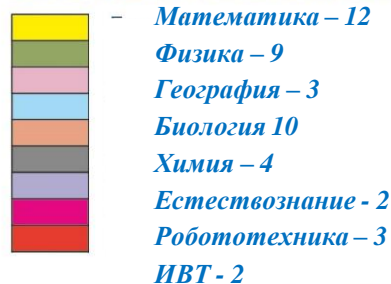 - Математика – 12
Физика – 9
География – 3
Биология 10
Химия – 4
Естествознание - 2
Робототехника – 3
ИВТ - 2